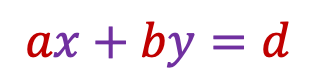 ax + by = d